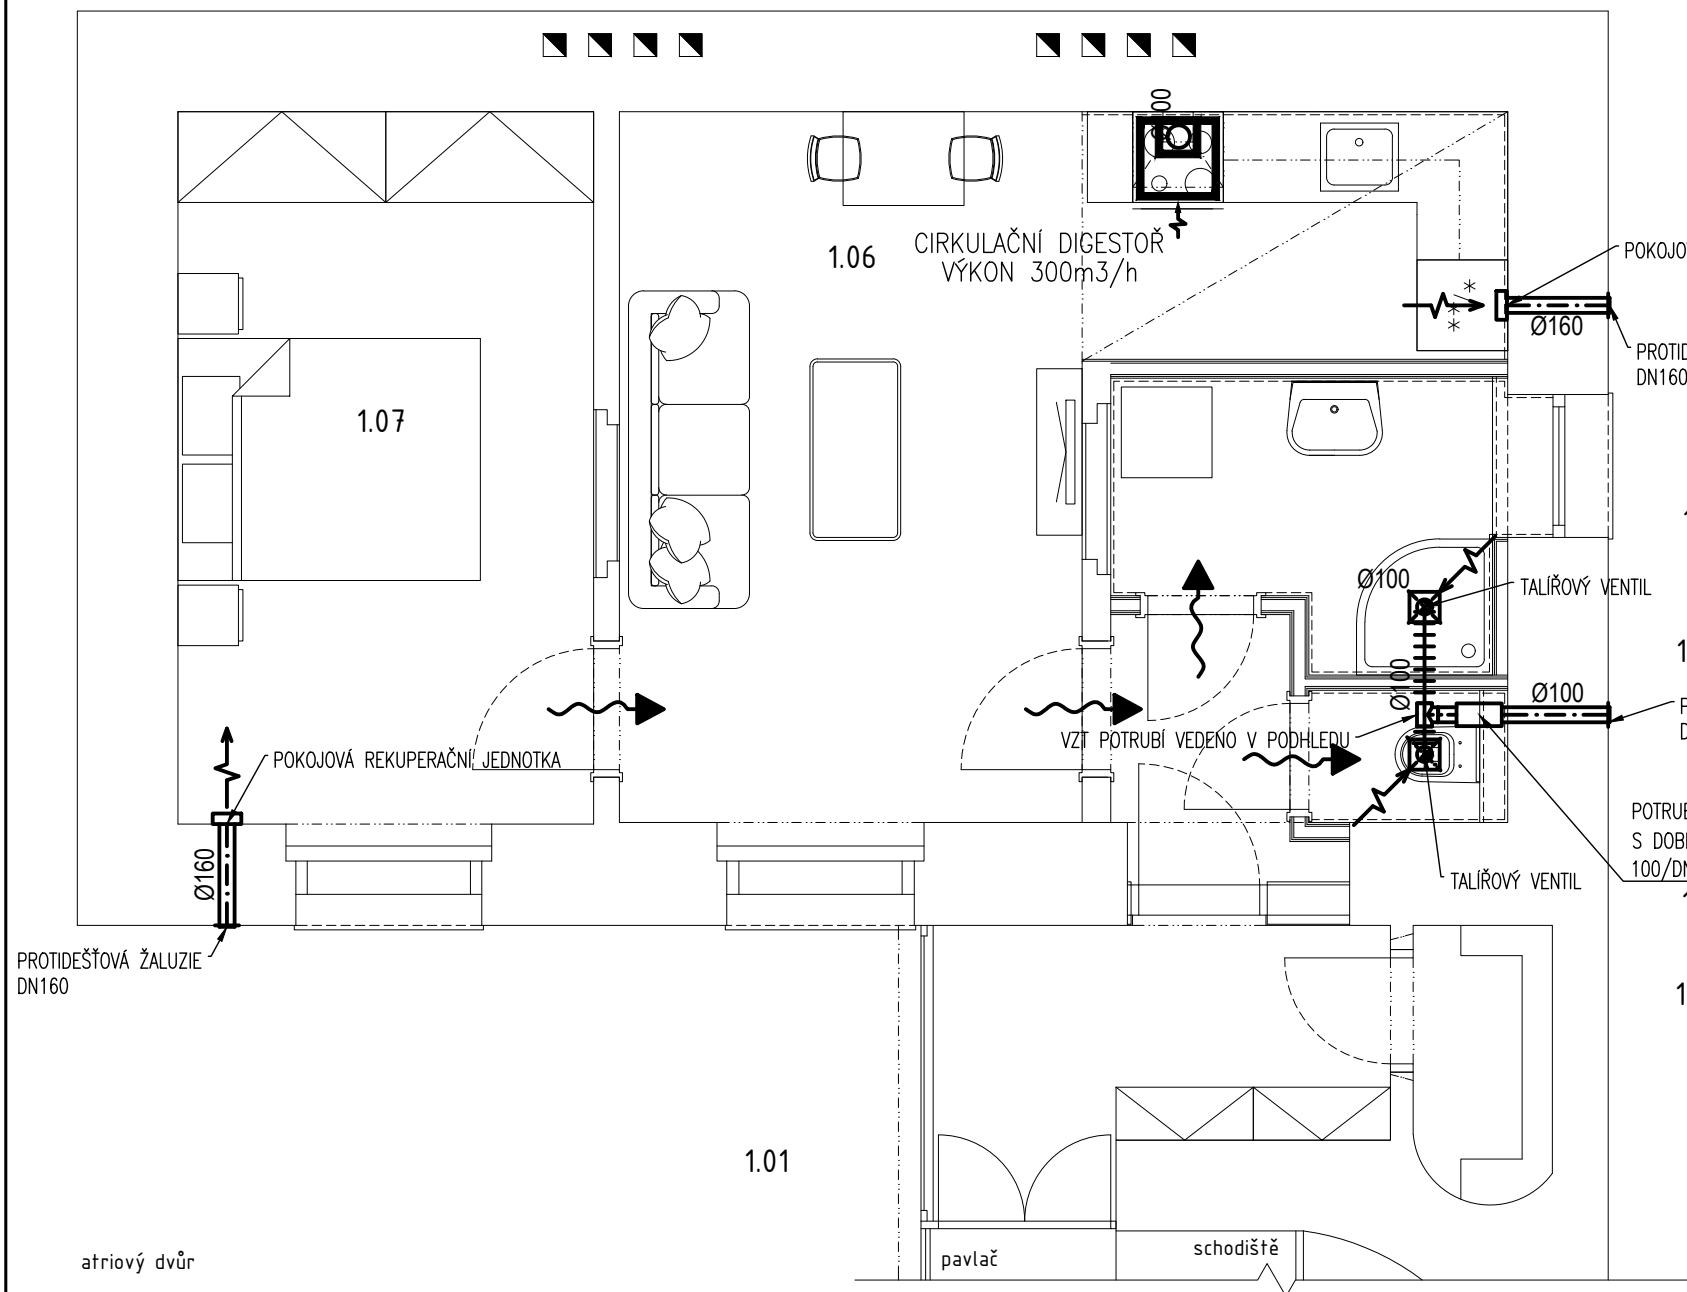 00
1.06
CIRKULAČNÍ DIGESTOŘ
VÝKON 300m3/h
POKOJO
Ø160
PROTID
DN160
1.07
Ø100
TALÍŘOVÝ VENTIL
Ø100
Ø100
VZT POTRUBÍ VEDENO V PODHLEDU
POKOJOVÁ REKUPERAČNÍ JEDNOTKA
Ø160
POTRUB
S DOB
100/DN
TALÍŘOVÝ VENTIL
PROTIDEŠŤOVÁ ŽALUZIE
DN160
1.01
atriový dvůr
pavlač
schodiště